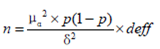 n = μ_α² × p(1 − p) / δ² × deff